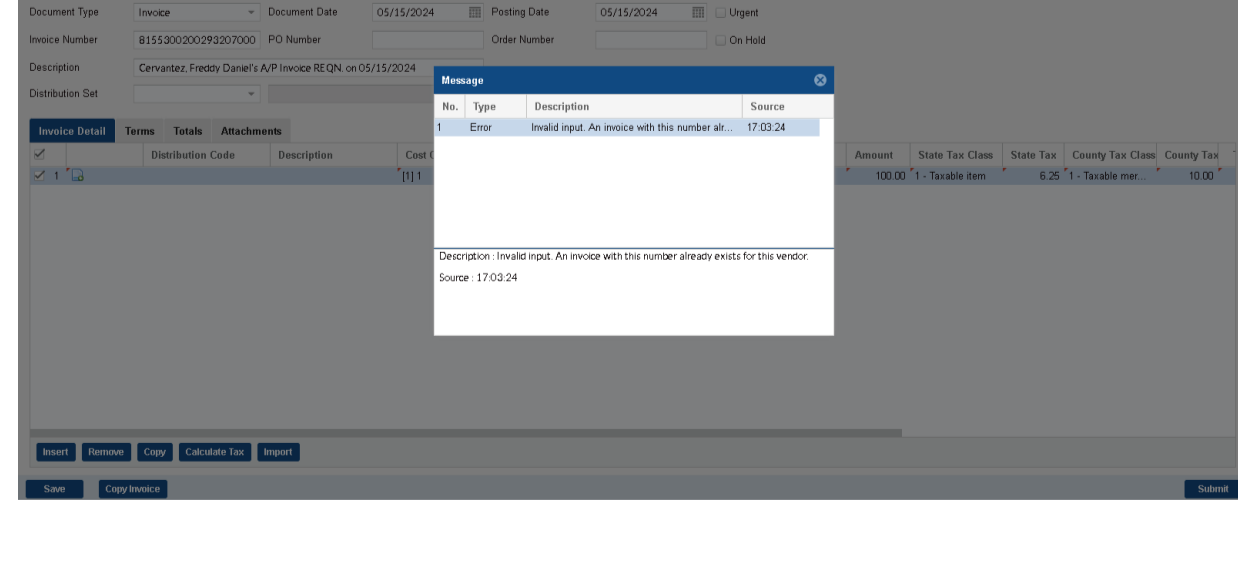 Document Type Invoice Document Date 05/15/2024 Posting Date 05/15/2024 Urgent
Invoice Number 8155300200293207000 PO Number Order Number On Hold
Description Cervantez, Freddy Daniel's A/P Invoice REQN. on 05/15/2024
Distribution Set
Message
No. Type Description Source
1 Error Invalid input. An invoice with this number alr... 17:03:24
Description : Invalid input. An invoice with this number already exists for this vendor.
Source : 17:03:24
Invoice Detail Terms Totals Attachments
Distribution Code Description Cost Amount State Tax Class State Tax County Tax Class County Tax
1 [1] 1 100.00 1 - Taxable item 6.25 1 - Taxable mer... 10.00
Insert Remove Copy Calculate Tax Import
Save Copy Invoice Submit